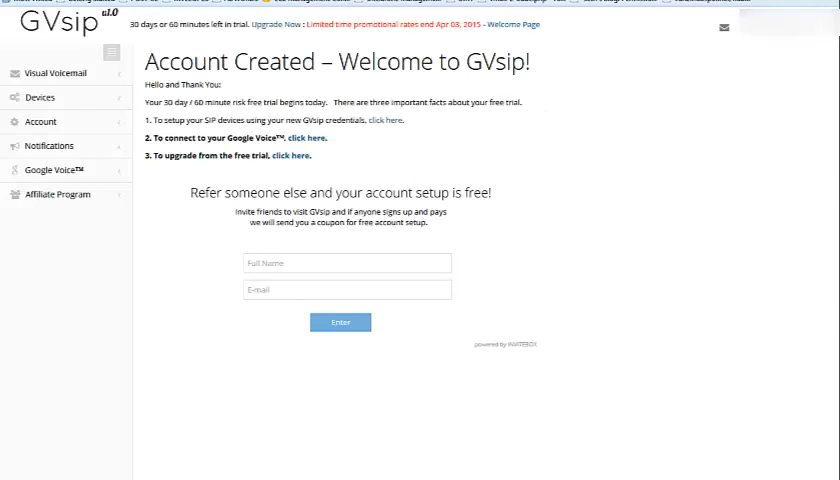 GVsip a1.0
30 days or 60 minutes left in trial. Upgrade Now : Limited time promotional rates end Apr 03, 2015 - Welcome Page
Visual Voicemail
Devices
Account
Notifications
Google Voice™
Affiliate Program
Account Created – Welcome to GVsip!
Hello and Thank You:
Your 30 day / 60 minute risk free trial begins today. There are three important facts about your free trial.
1. To setup your SIP devices using your new GVsip credentials, click here.
2. To connect to your Google Voice™, click here.
3. To upgrade from the free trial, click here.
Refer someone else and your account setup is free!
Invite friends to visit GVsip and if anyone signs up and pays
we will send you a coupon for free account setup.
Full Name
E-mail
Enter
powered by INVITEBOX